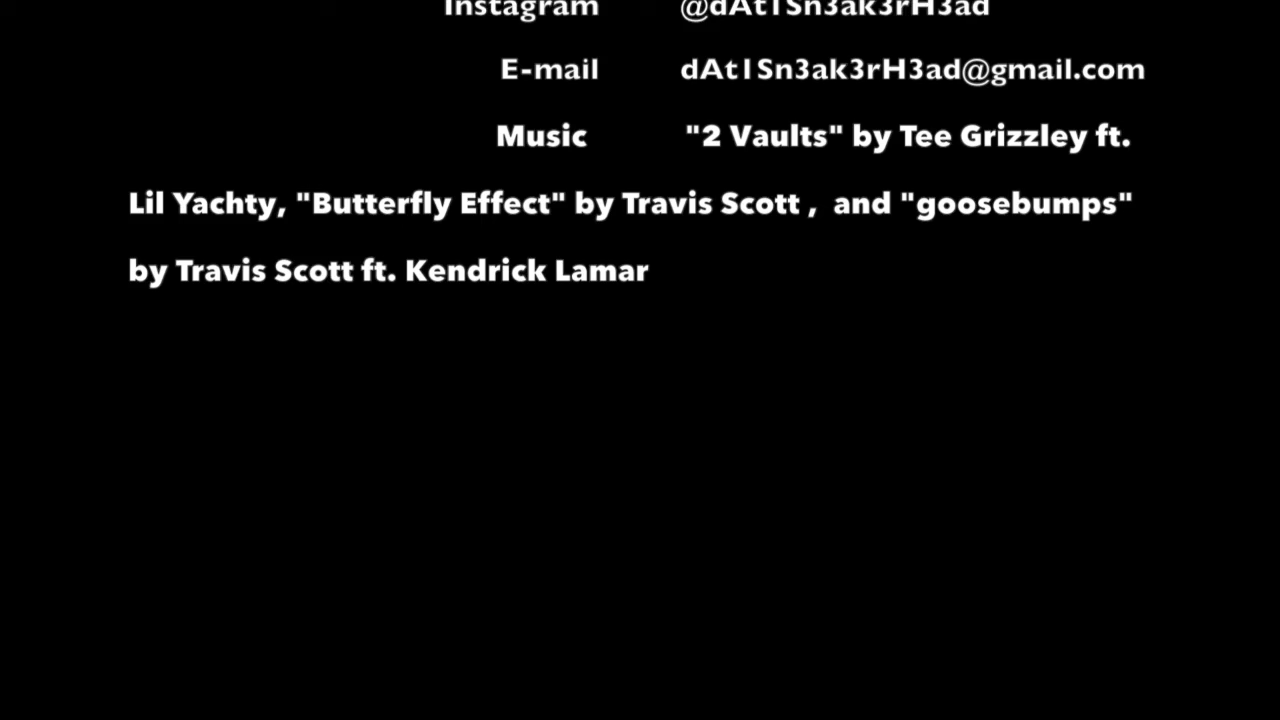 Instagram @dAt1Sn3ak3rH3ad
E-mail dAt1Sn3ak3rH3ad@gmail.com
Music "2 Vaults" by Tee Grizzley ft.
Lil Yachty, "Butterfly Effect" by Travis Scott , and "goosebumps"
by Travis Scott ft. Kendrick Lamar